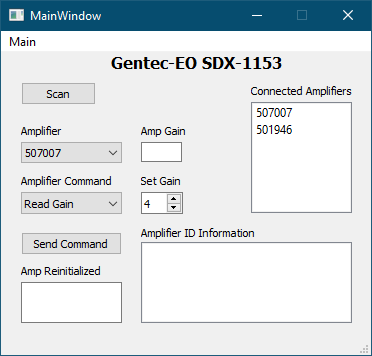 MainWindow
Main
Gentec-EO SDX-1153
Scan
Connected Amplifiers
507007
501946
Amplifier
Amp Gain
507007
Amplifier Command
Set Gain
Read Gain
4
Send Command
Amplifier ID Information
Amp Reinitialized